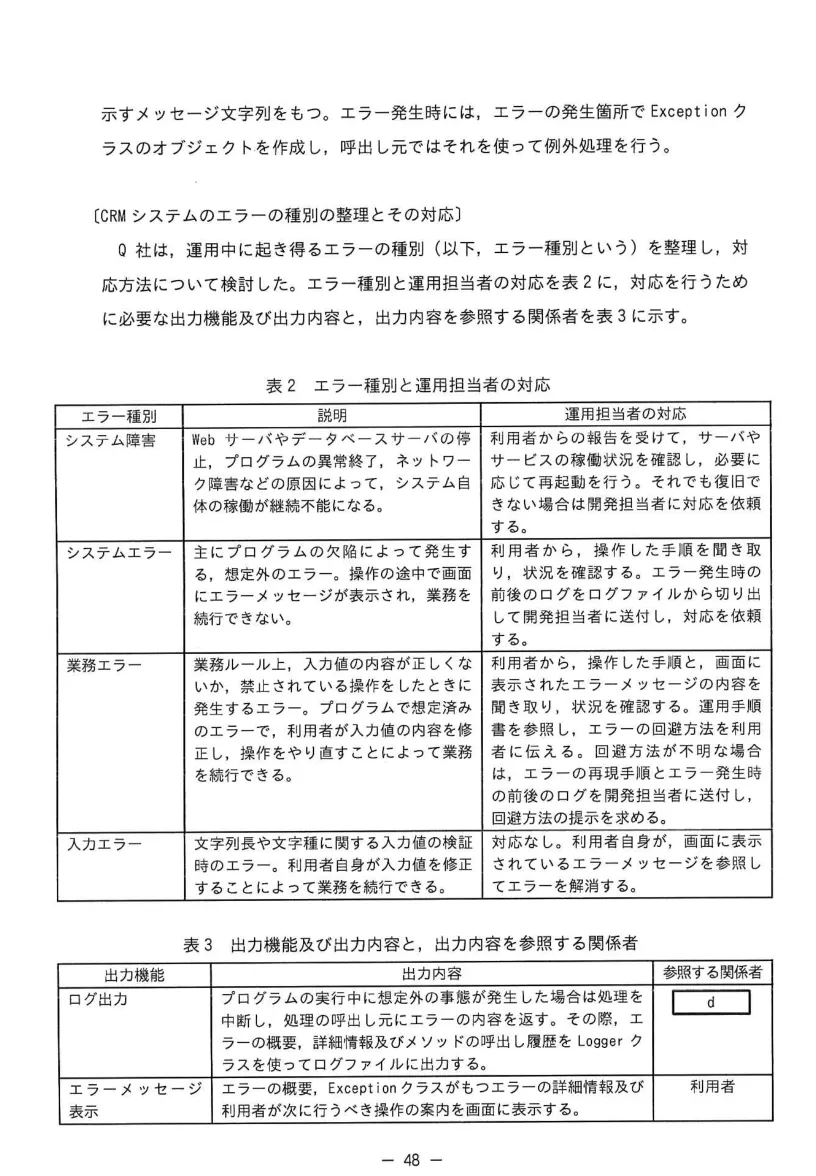 示すメッセージ文字列をもつ。エラー発生時には，エラーの発生箇所で Exception ク
ラスのオブジェクトを作成し，呼出し元ではそれを使って例外処理を行う。
〔CRM システムのエラーの種別の整理とその対応〕
Q 社は，運用中に起き得るエラーの種別（以下，エラー種別という）を整理し，対
応方法について検討した。エラー種別と運用担当者の対応を表 2 に，対応を行うため
に必要な出力機能及び出力内容と，出力内容を参照する関係者を表 3 に示す。
表 2 エラー種別と運用担当者の対応
エラー種別
説明
運用担当者の対応
システム障害
Web サーバやデータベースサーバの停
止，プログラムの異常終了，ネットワー
ク障害などの原因によって，システム自
体の稼働が継続不能になる。
利用者からの報告を受けて，サーバや
サービスの稼働状況を確認し，必要に
応じて再起動を行う。それでも復旧で
きない場合は開発担当者に対応を依頼
する。
システムエラー
主にプログラムの欠陥によって発生す
る，想定外のエラー。操作の途中で画面
にエラーメッセージが表示され，業務を
続行できない。
利用者から，操作した手順を聞き取
り，状況を確認する。エラー発生時の
前後のログをログファイルから切り出
して開発担当者に送付し，対応を依頼
する。
業務エラー
業務ルール上，入力値の内容が正しくな
いか，禁止されている操作をしたときに
発生するエラー。プログラムで想定済み
のエラーで，利用者が入力値の内容を修
正し，操作をやり直すことによって業務
を続行できる。
利用者から，操作した手順と，画面に
表示されたエラーメッセージの内容を
聞き取り，状況を確認する。運用手順
書を参照し，エラーの回避方法を利用
者に伝える。回避方法が不明な場合
は，エラーの再現手順とエラー発生時
の前後のログを開発担当者に送付し，
回避方法の提示を求める。
入力エラー
文字列長や文字種に関する入力値の検証
時のエラー。利用者自身が入力値を修正
することによって業務を続行できる。
対応なし。利用者自身が，画面に表示
されているエラーメッセージを参照し
てエラーを解消する。
表 3 出力機能及び出力内容と，出力内容を参照する関係者
出力機能
出力内容
参照する関係者
ログ出力
プログラムの実行中に想定外の事態が発生した場合は処理を
中断し，処理の呼出し元にエラーの内容を返す。その際，エ
ラーの概要，詳細情報及びメソッドの呼出し履歴を Logger ク
ラスを使ってログファイルに出力する。
d
エラーメッセージ
表示
エラーの概要，Exception クラスがもつエラーの詳細情報及び
利用者が次に行うべき操作の案内を画面に表示する。
利用者
－ 48 －